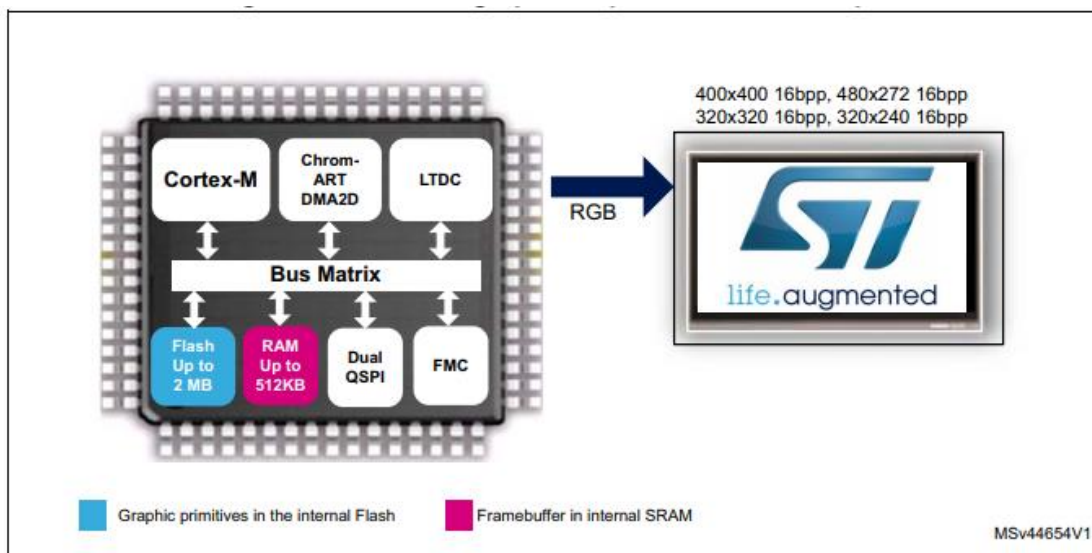 400x400 16bpp, 480x272 16bpp
320x320 16bpp, 320x240 16bpp
Cortex-M
Chrom-
ART
DMA2D
LTDC
RGB
Bus Matrix
Flash
Up to
2 MB
RAM
Up to
512KB
Dual
QSPI
FMC
ST
life.augmented
Graphic primitives in the internal Flash
Framebuffer in internal SRAM
MSv44654V1